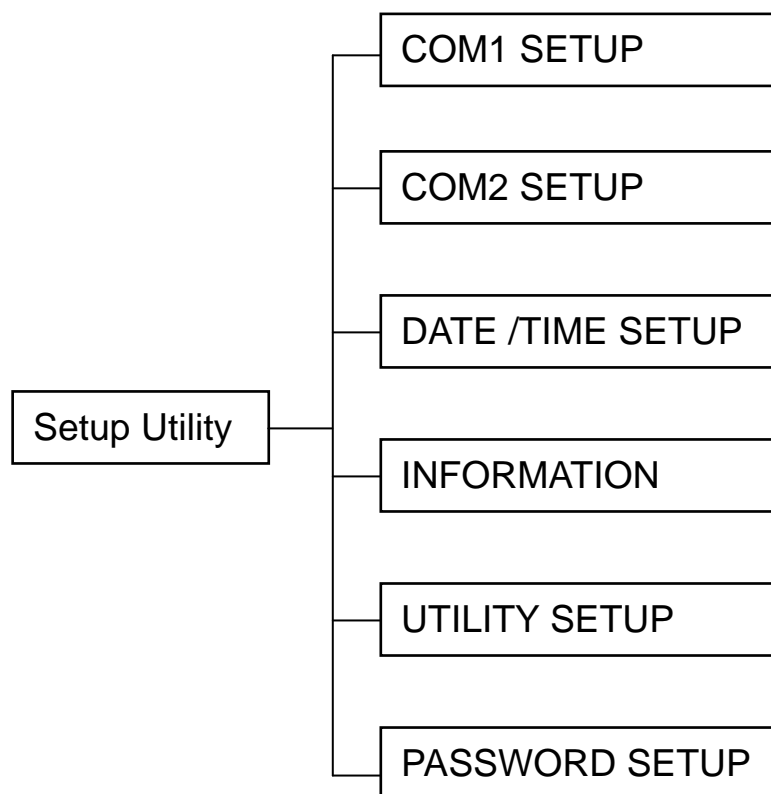 COM1 SETUP
COM2 SETUP
DATE /TIME SETUP
Setup Utility
INFORMATION
UTILITY SETUP
PASSWORD SETUP